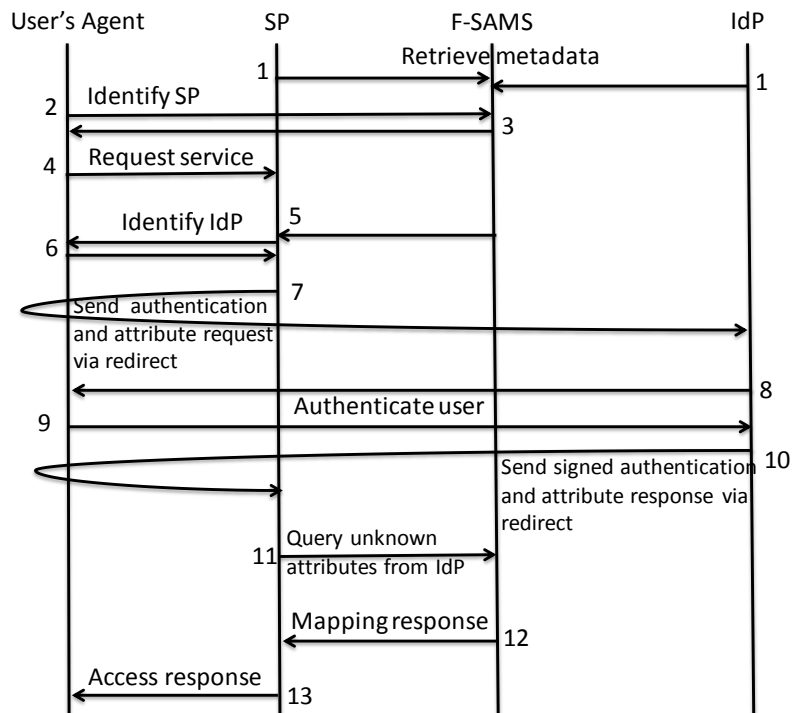 User's Agent SP F-SAMS IdP
Retrieve metadata
1 1
Identify SP
2
3
Request service
4
5
Identify IdP
6
7
Send authentication
and attribute request
via redirect
8
Authenticate user
9
10
Send signed authentication
and attribute response via
redirect
Query unknown
11
attributes from IdP
Mapping response
12
Access response
13